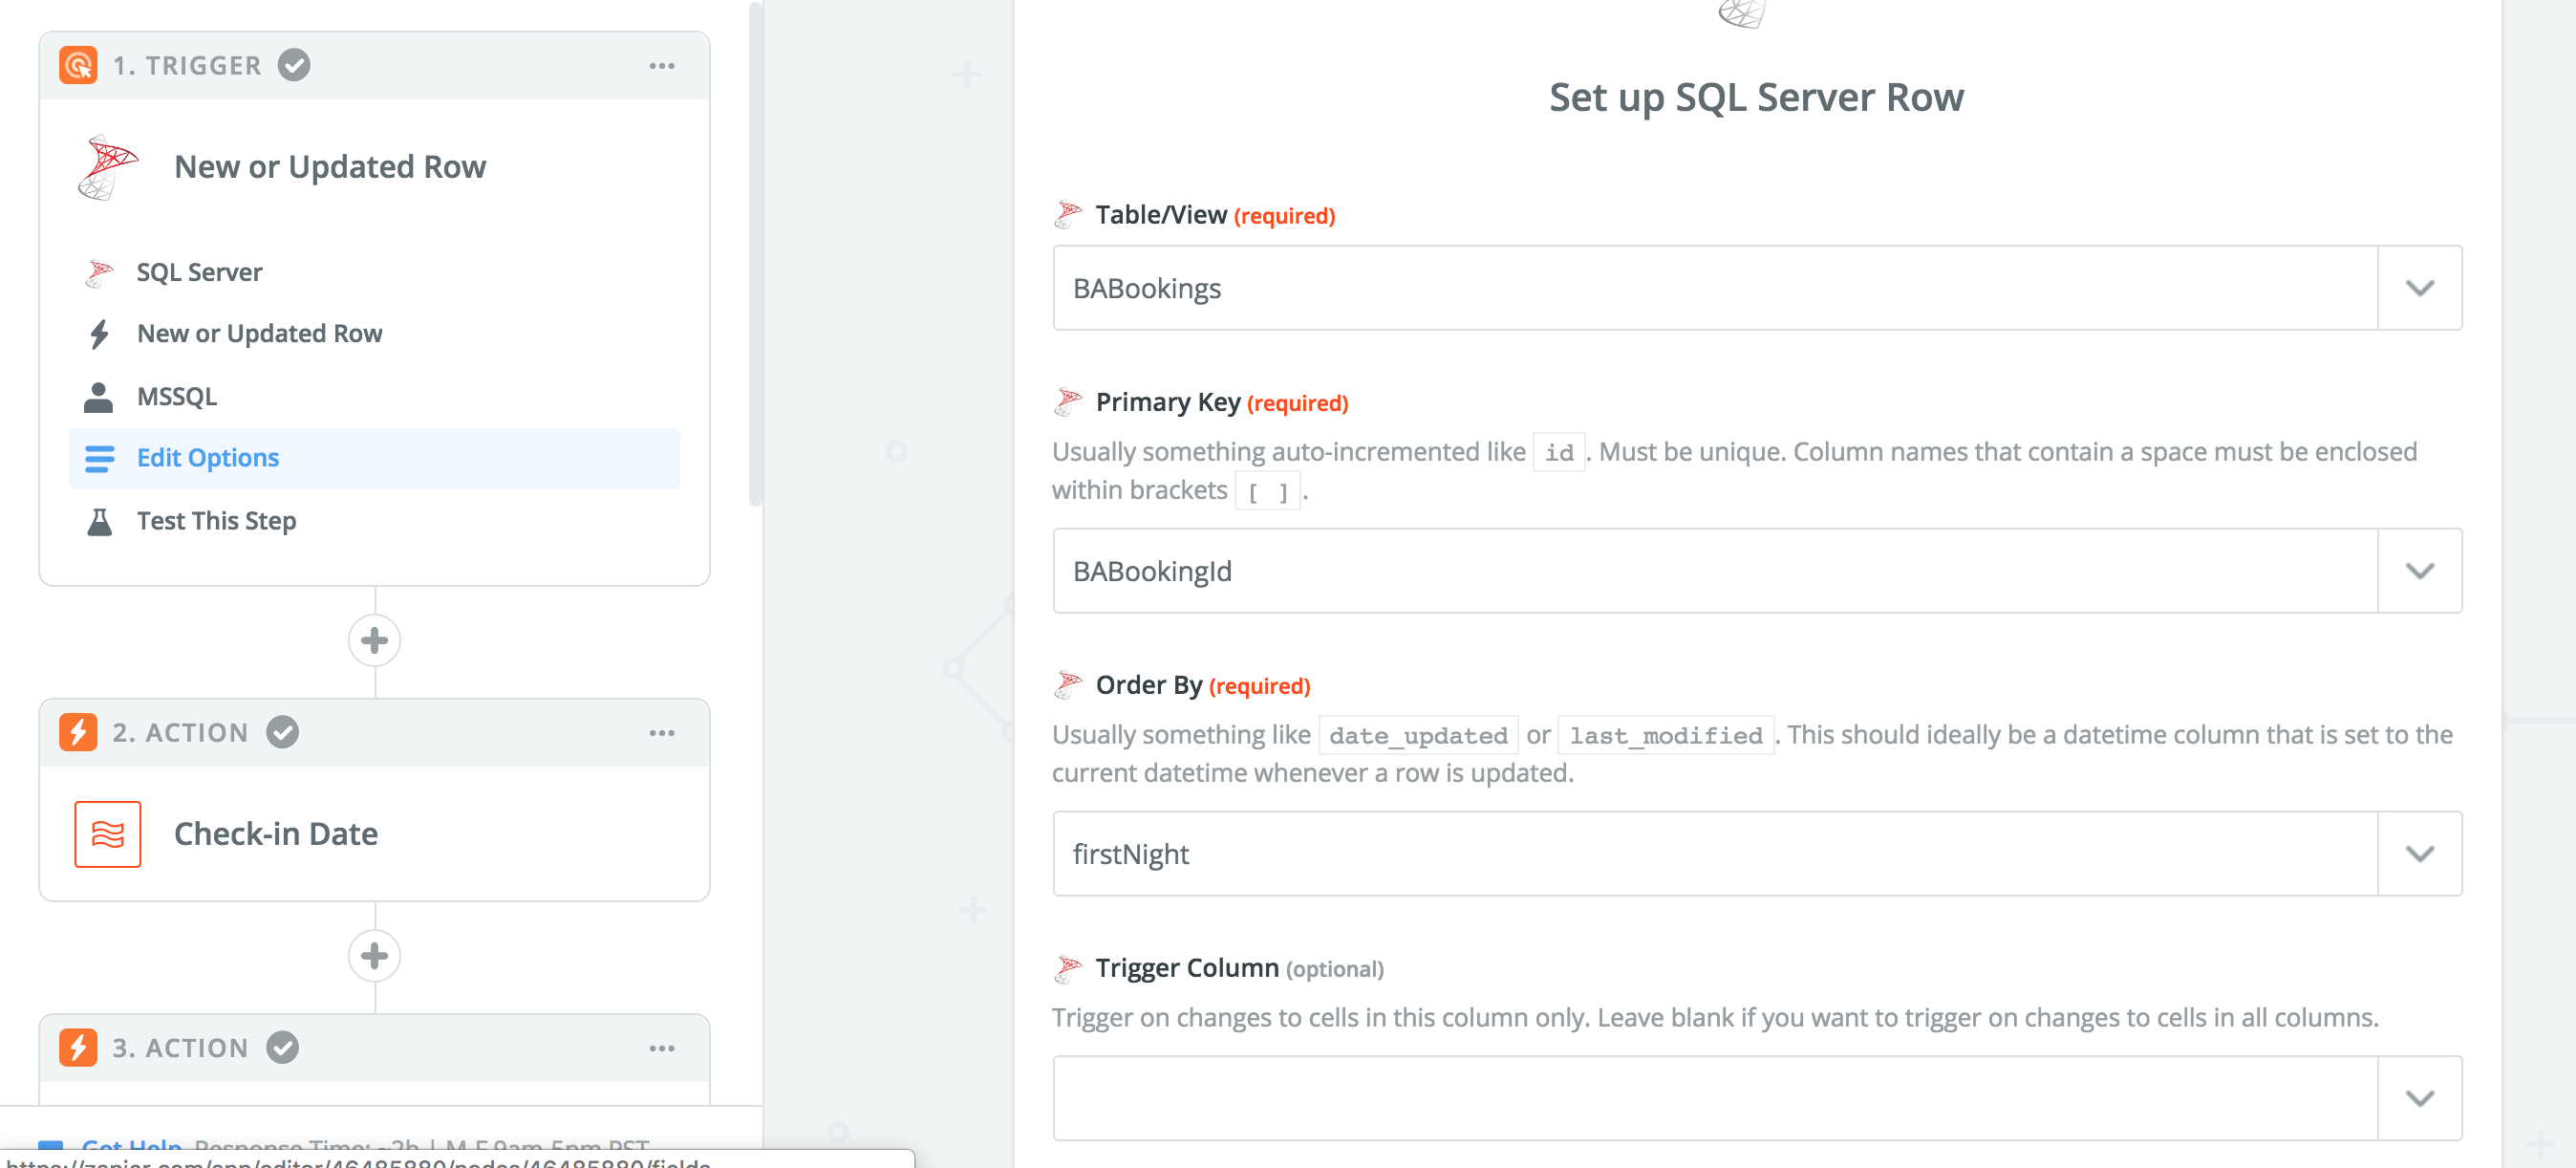 1. TRIGGER
New or Updated Row
SQL Server
New or Updated Row
MSSQL
Edit Options
Test This Step
2. ACTION
Check-in Date
3. ACTION
Get Help Response Time: ~2h | M-F 9am-5pm PST
https://zapier.com/app/editor/46485880/nodes/46485880/fields
Set up SQL Server Row
Table/View (required)
BABookings
Primary Key (required)
Usually something auto-incremented like id. Must be unique. Column names that contain a space must be enclosed
within brackets [ ].
BABookingId
Order By (required)
Usually something like date_updated or last_modified. This should ideally be a datetime column that is set to the
current datetime whenever a row is updated.
firstNight
Trigger Column (optional)
Trigger on changes to cells in this column only. Leave blank if you want to trigger on changes to cells in all columns.